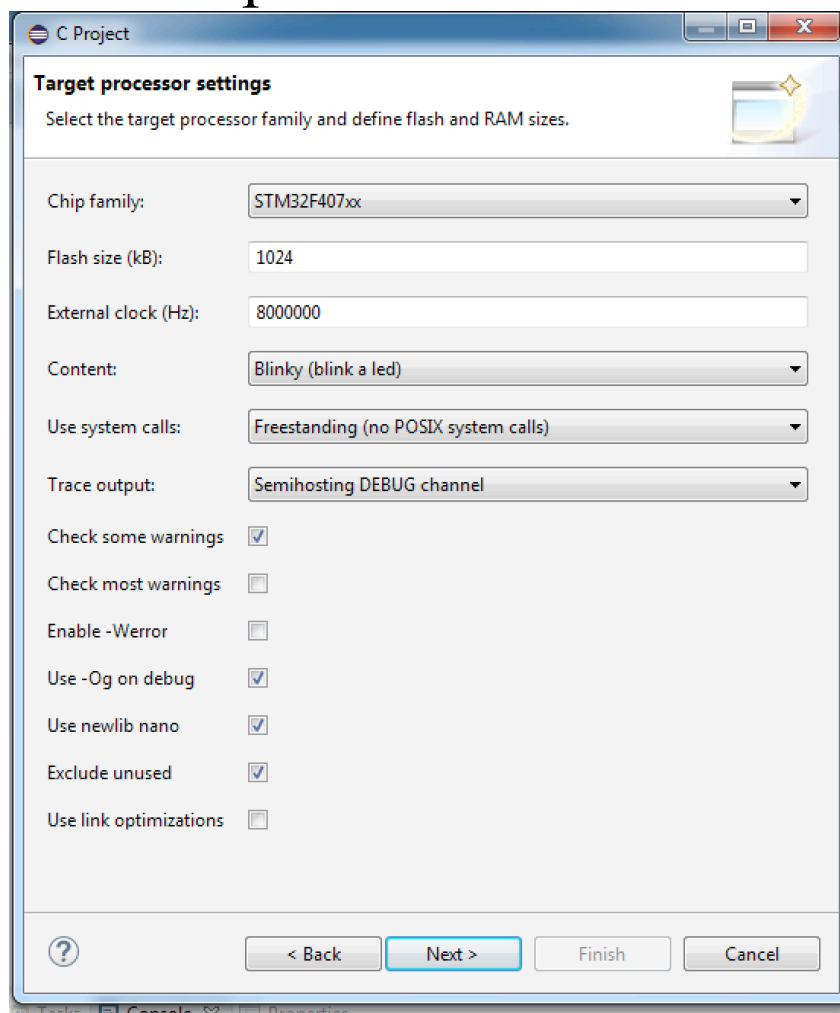 C Project
Target processor settings
Select the target processor family and define flash and RAM sizes.
Chip family: STM32F407xx
Flash size (kB): 1024
External clock (Hz): 8000000
Content: Blinky (blink a led)
Use system calls: Freestanding (no POSIX system calls)
Trace output: Semihosting DEBUG channel
Check some warnings
Check most warnings
Enable -Werror
Use -Og on debug
Use newlib nano
Exclude unused
Use link optimizations
? < Back Next > Finish Cancel
Tasks Console Properties